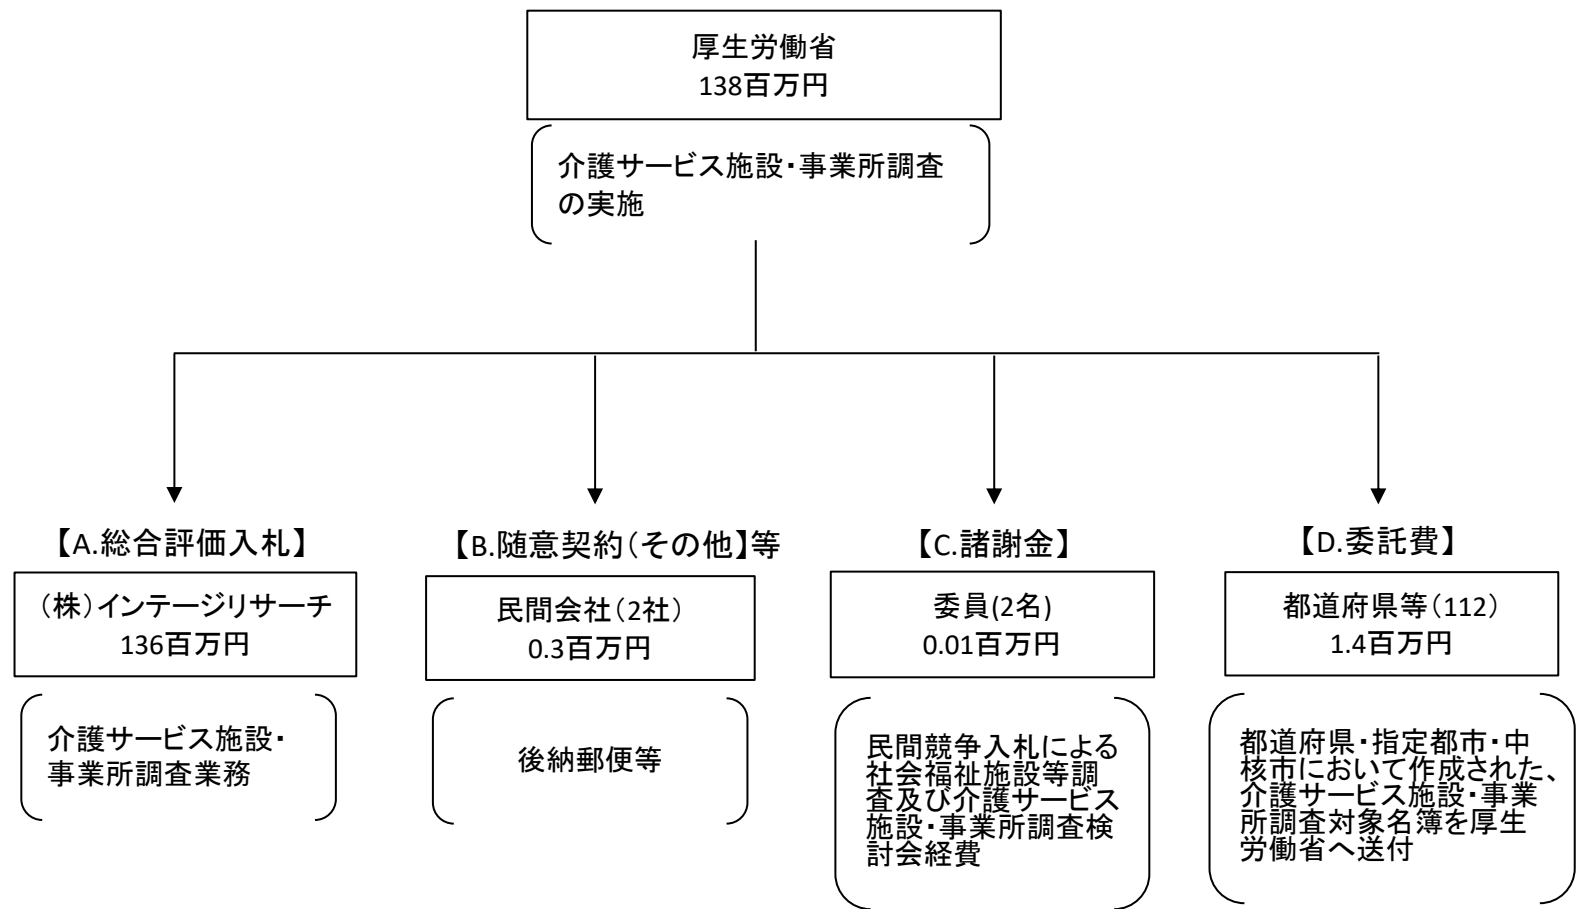 厚生労働省
138百万円
介護サービス施設・事業所調査
の実施
【A.総合評価入札】
（株）インテージリサーチ
136百万円
介護サービス施設・
事業所調査業務
【B.随意契約（その他】等
民間会社（2社）
0.3百万円
後納郵便等
【C.諸謝金】
委員(2名)
0.01百万円
民間競争入札による
社会福祉施設等調
査及び介護サービス
施設・事業所調査検
討会経費
【D.委託費】
都道府県等（112）
1.4百万円
都道府県・指定都市・中
核市において作成された、
介護サービス施設・事業
所調査対象名簿を厚生
労働省へ送付